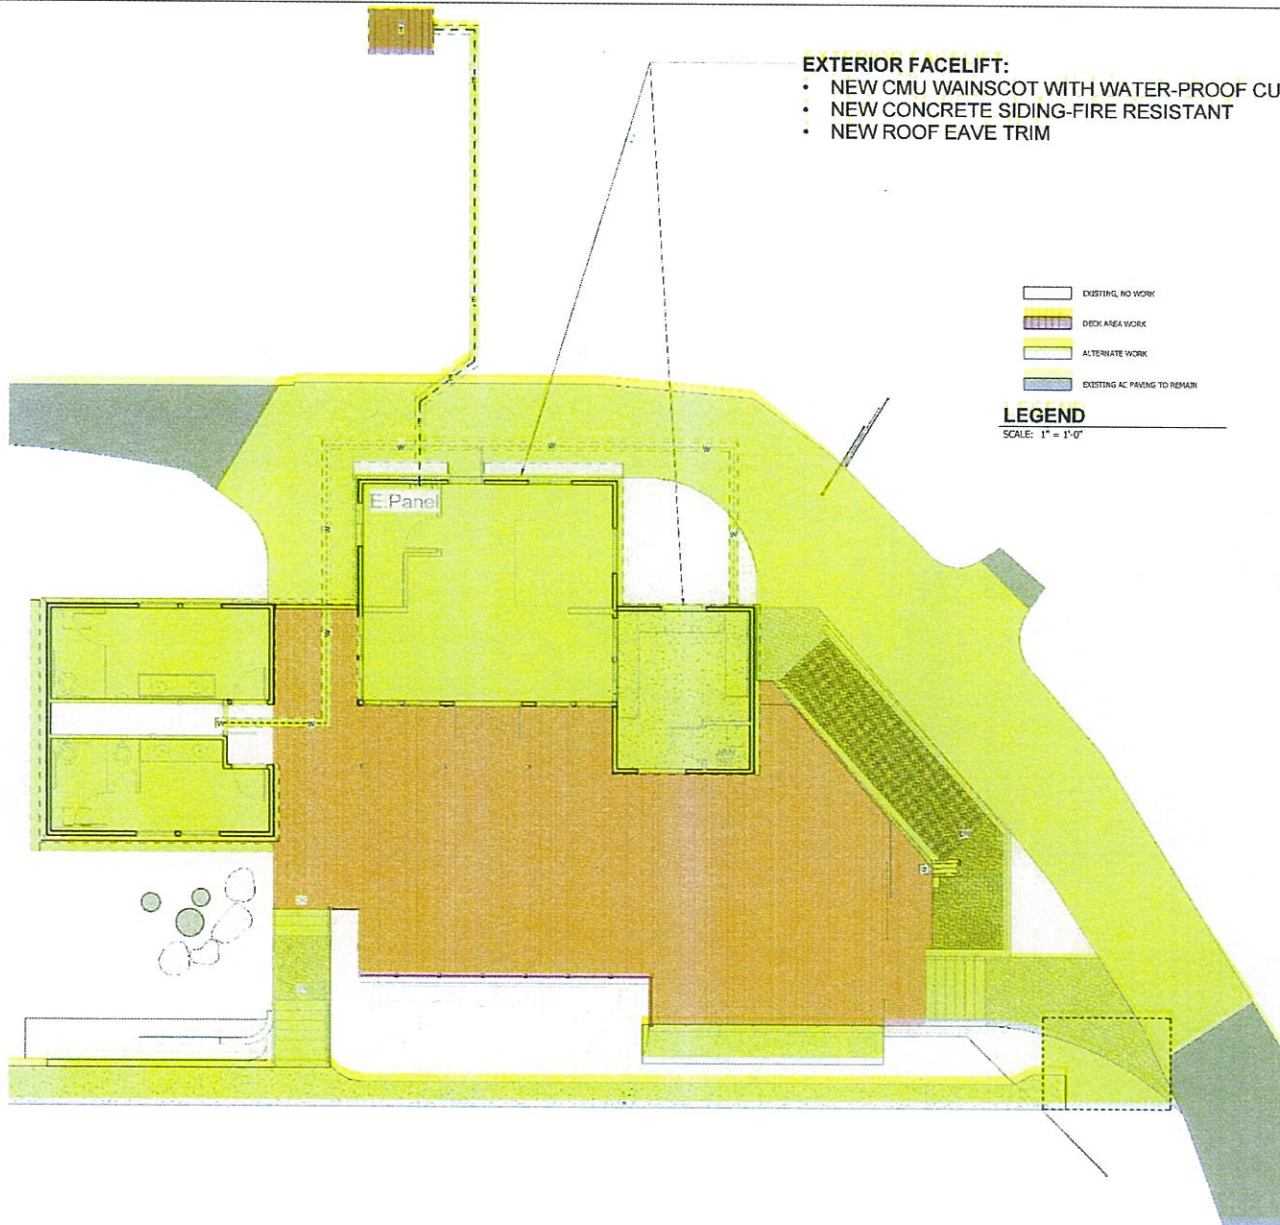 EXTERIOR FACELIFT:
• NEW CMU WAINSCOT WITH WATER-PROOF CU
• NEW CONCRETE SIDING-FIRE RESISTANT
• NEW ROOF EAVE TRIM
EXISTING, NO WORK
DECK AREA WORK
ALTERNATE WORK
EXISTING AC PAVING TO REMAIN
LEGEND
SCALE: 1" = 1'-0"
E
E
E
E
W W W
E.Panel
W W
W
W W
JAN